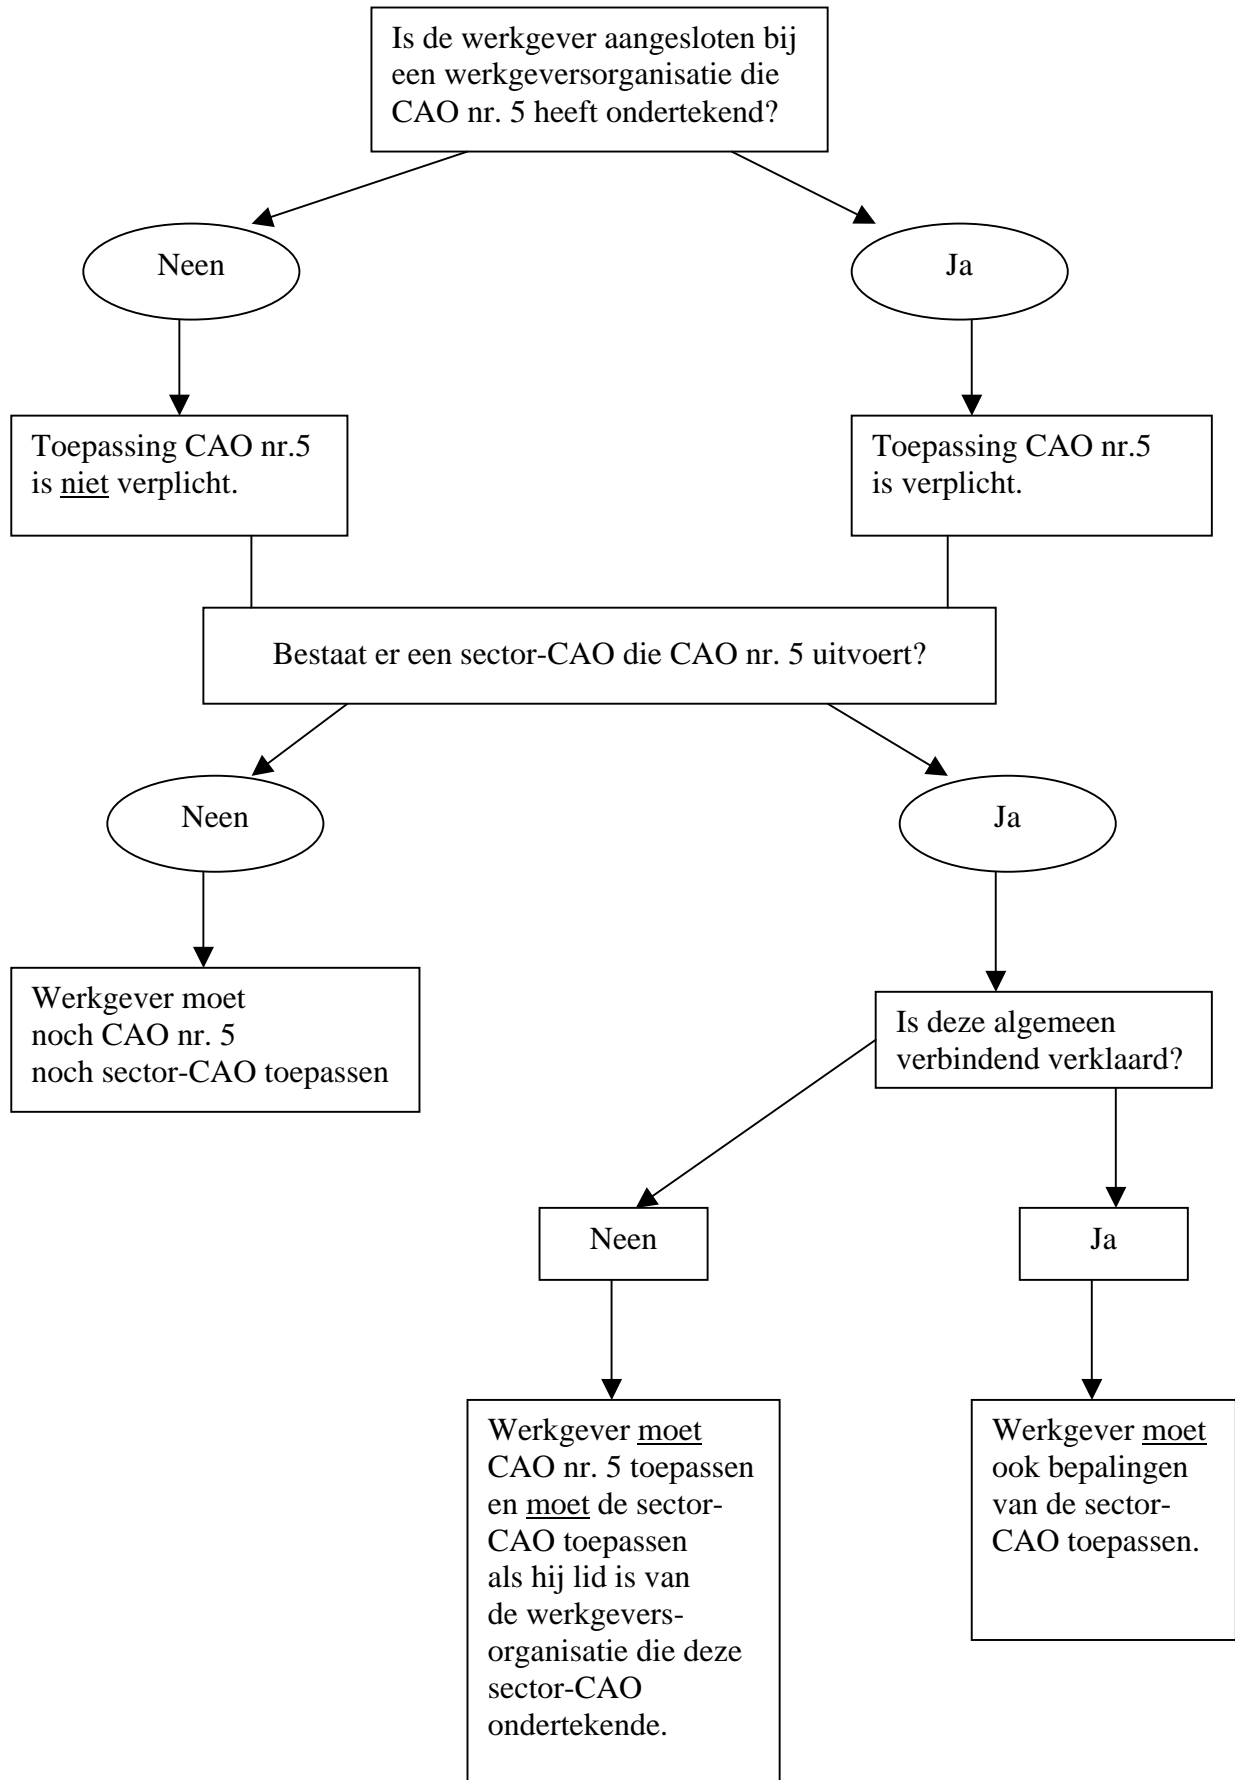 Is de werkgever aangesloten bij
een werkgeversorganisatie die
CAO nr. 5 heeft ondertekend?
Neen
Ja
Toepassing CAO nr.5
is niet verplicht.
Toepassing CAO nr.5
is verplicht.
Bestaat er een sector-CAO die CAO nr. 5 uitvoert?
Neen
Ja
Werkgever moet
noch CAO nr. 5
noch sector-CAO toepassen
Is deze algemeen
verbindend verklaard?
Neen
Ja
Werkgever moet
CAO nr. 5 toepassen
en moet de sector-
CAO toepassen
als hij lid is van
de werkgevers-
organisatie die deze
sector-CAO
ondertekende.
Werkgever moet
ook bepalingen
van de sector-
CAO toepassen.